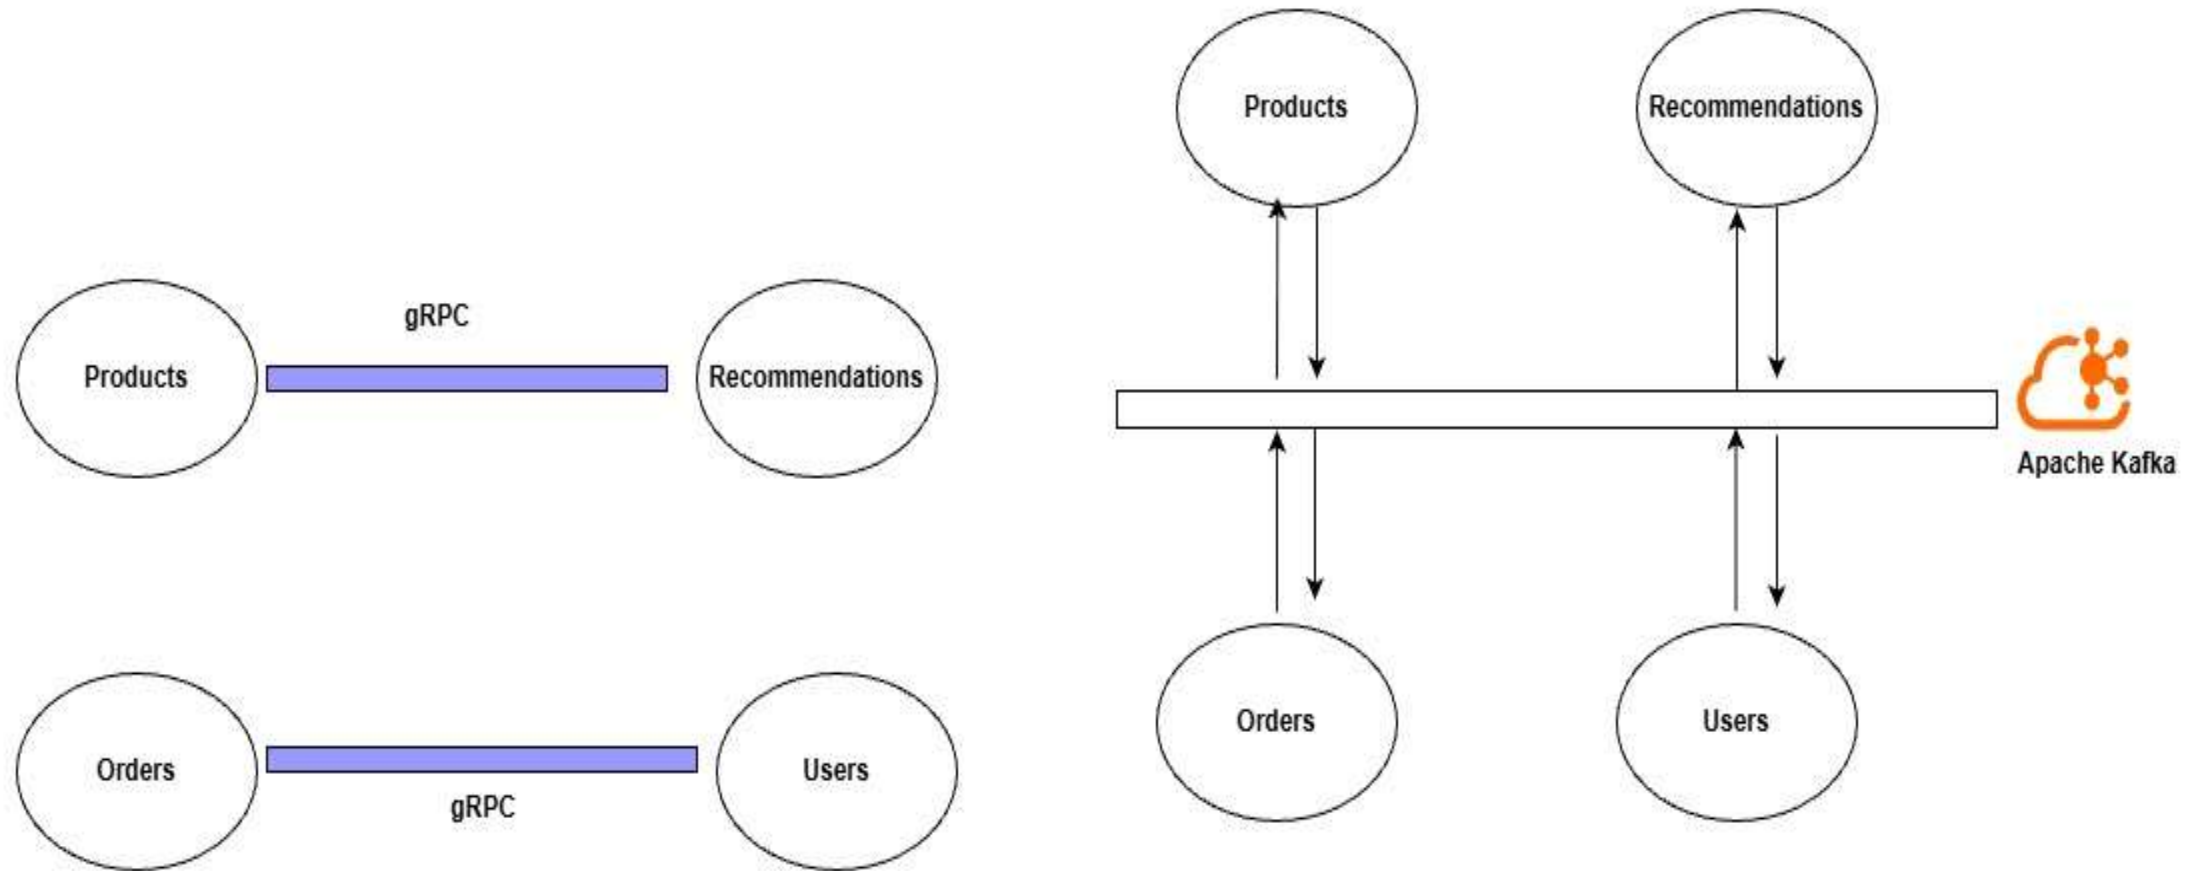 gRPC
Products
Recommendations
Orders
Users
gRPC
Products
Recommendations
Apache Kafka
Orders
Users